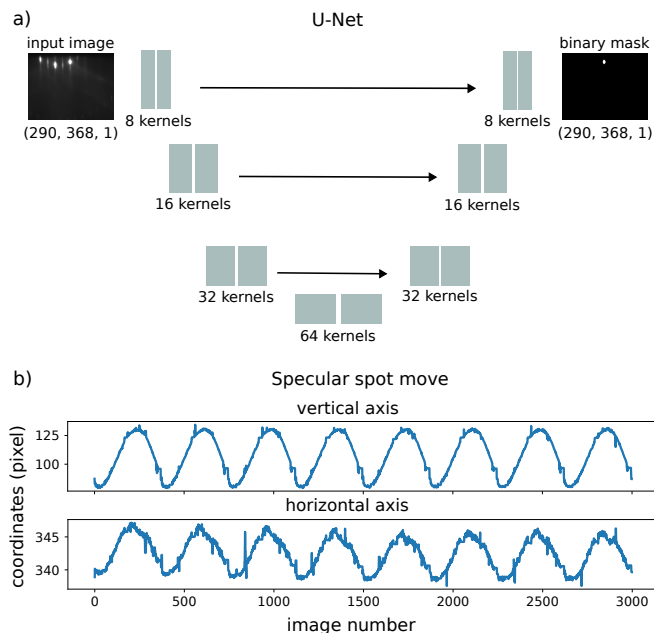 a)
U-Net
input image
binary mask
(290, 368, 1)
8 kernels
8 kernels
(290, 368, 1)
16 kernels
16 kernels
32 kernels
32 kernels
64 kernels
b)
Specular spot move
vertical axis
125
100
horizontal axis
345
340
coordinates (pixel)
0 500 1000 1500 2000 2500 3000
image number